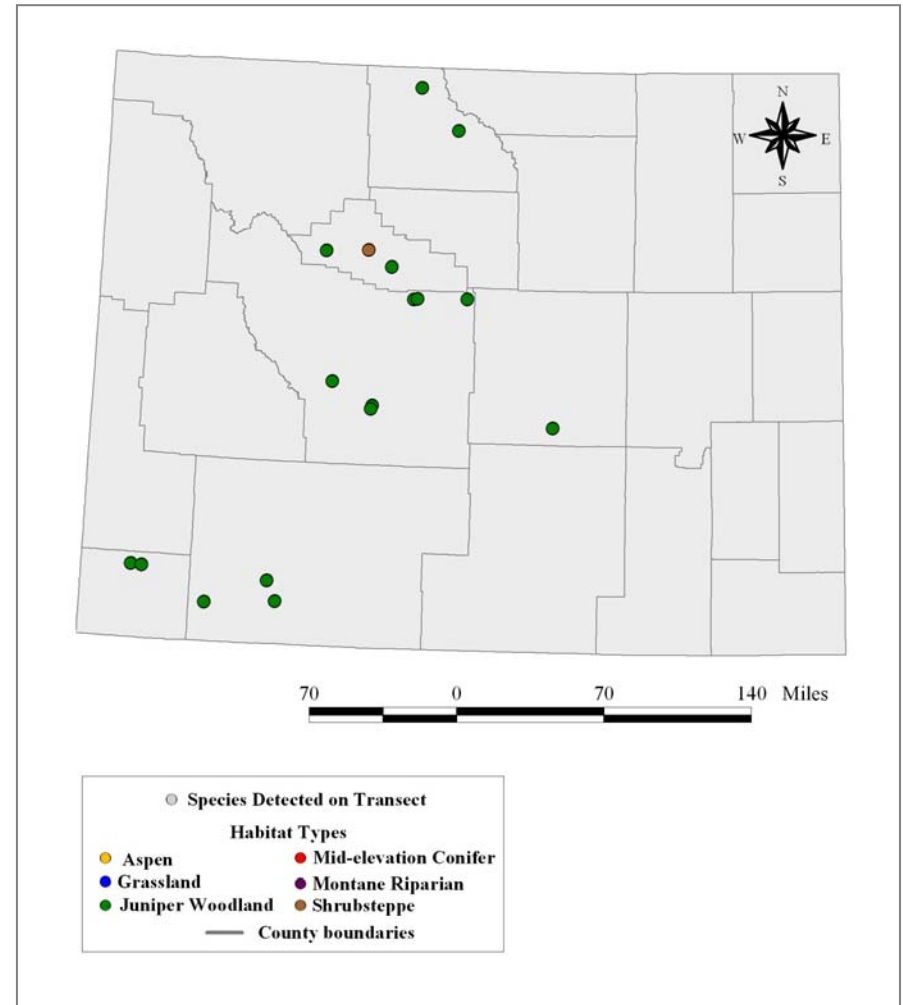 N
W E
S
70 0 70 140 Miles
Species Detected on Transect
Habitat Types
Aspen Mid-elevation Conifer
Grassland Montane Riparian
Juniper Woodland Shrubsteppe
County boundaries